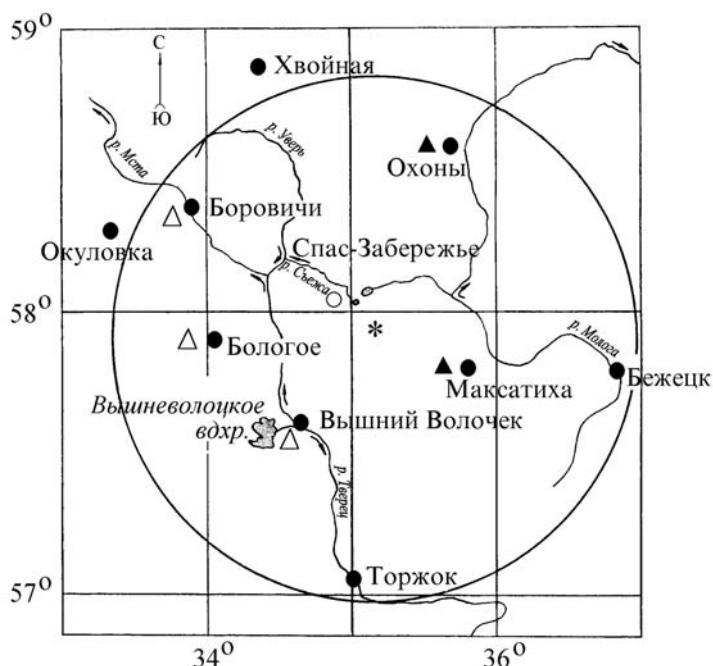 59°
С
Ю
Хвойная
р. Уверь
р. Мста
Охоны
Боровичи
Окуловка
Спас-Забережье
р. Съежа
58°
*
р. Молога
Бологое
Максатиха
Бежецк
Вышневолоцкое
вдхр.
Вышний Волочек
р. Тверец
Торжок
57°
34°
36°